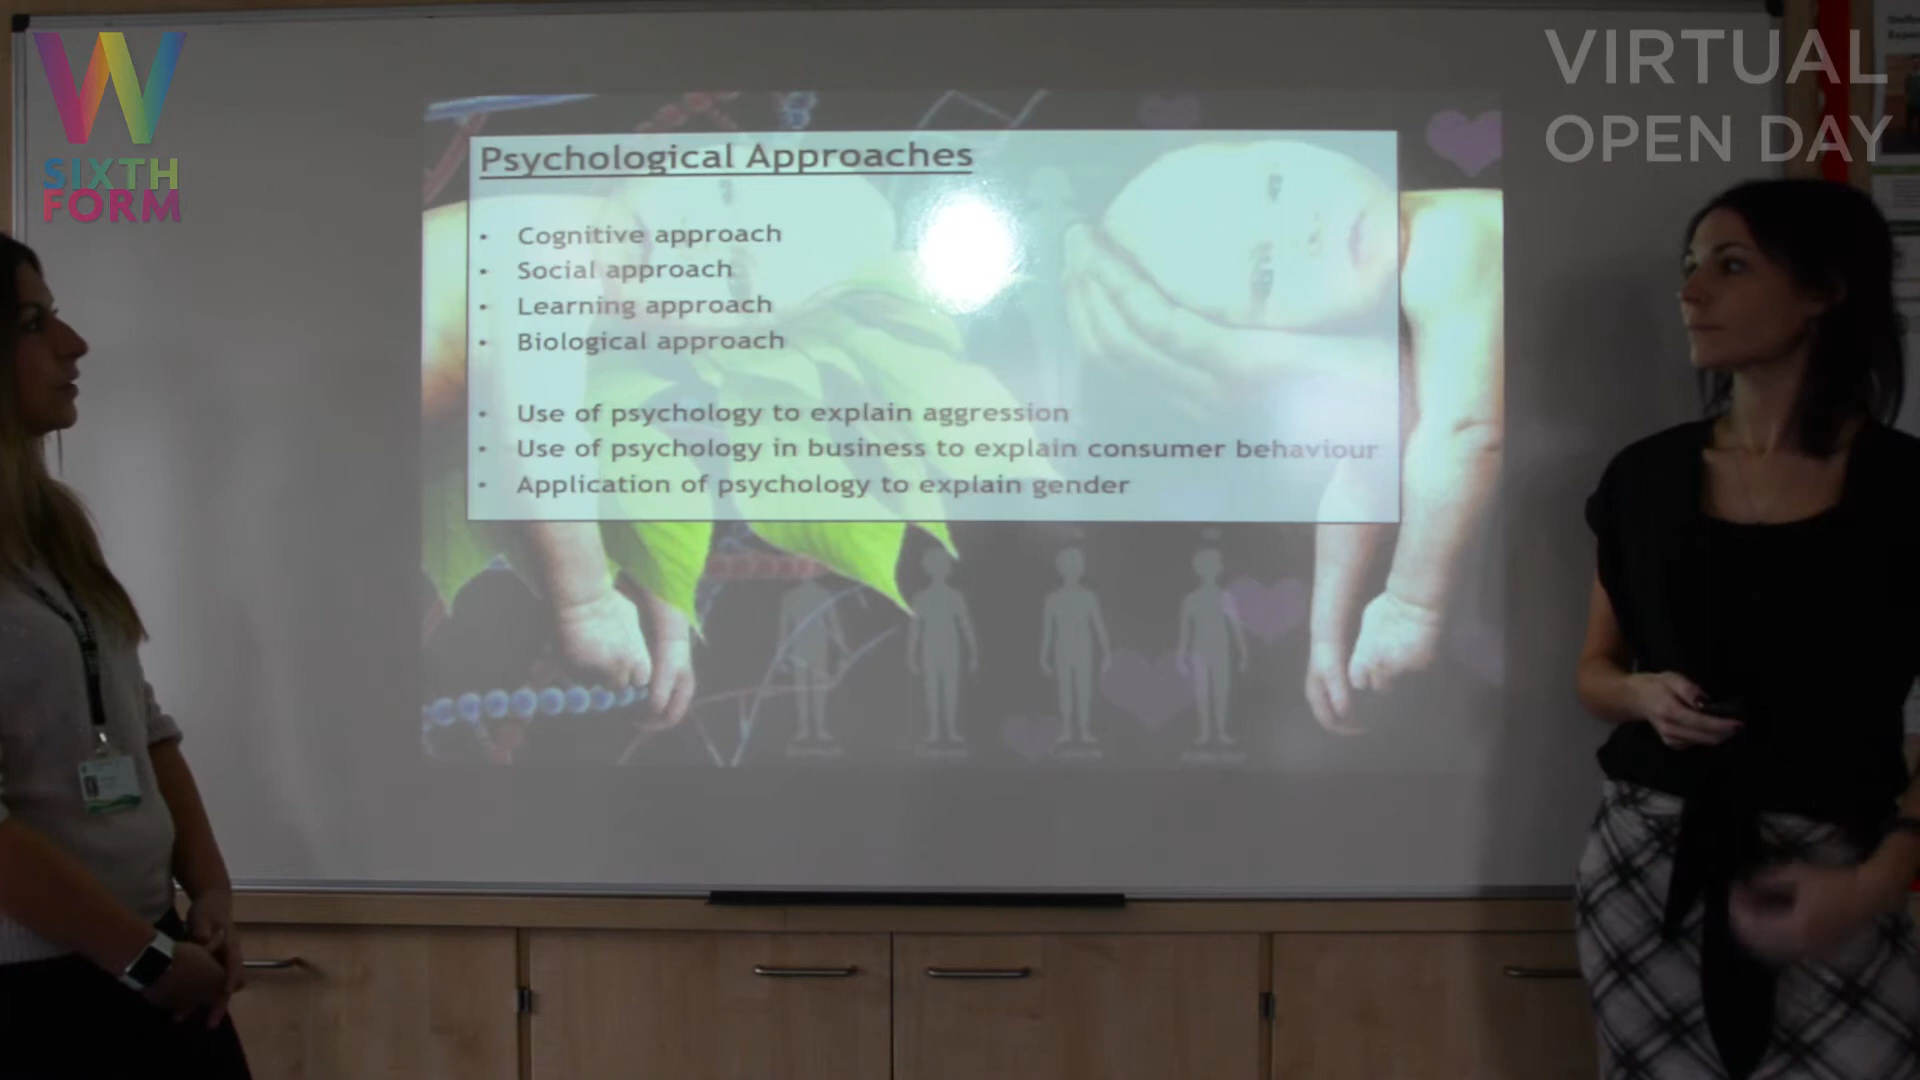 W
SIXTH
FORM
VIRTUAL
OPEN DAY
Psychological Approaches
• Cognitive approach
• Social approach
• Learning approach
• Biological approach
• Use of psychology to explain aggression
• Use of psychology in business to explain consumer behaviour
• Application of psychology to explain gender